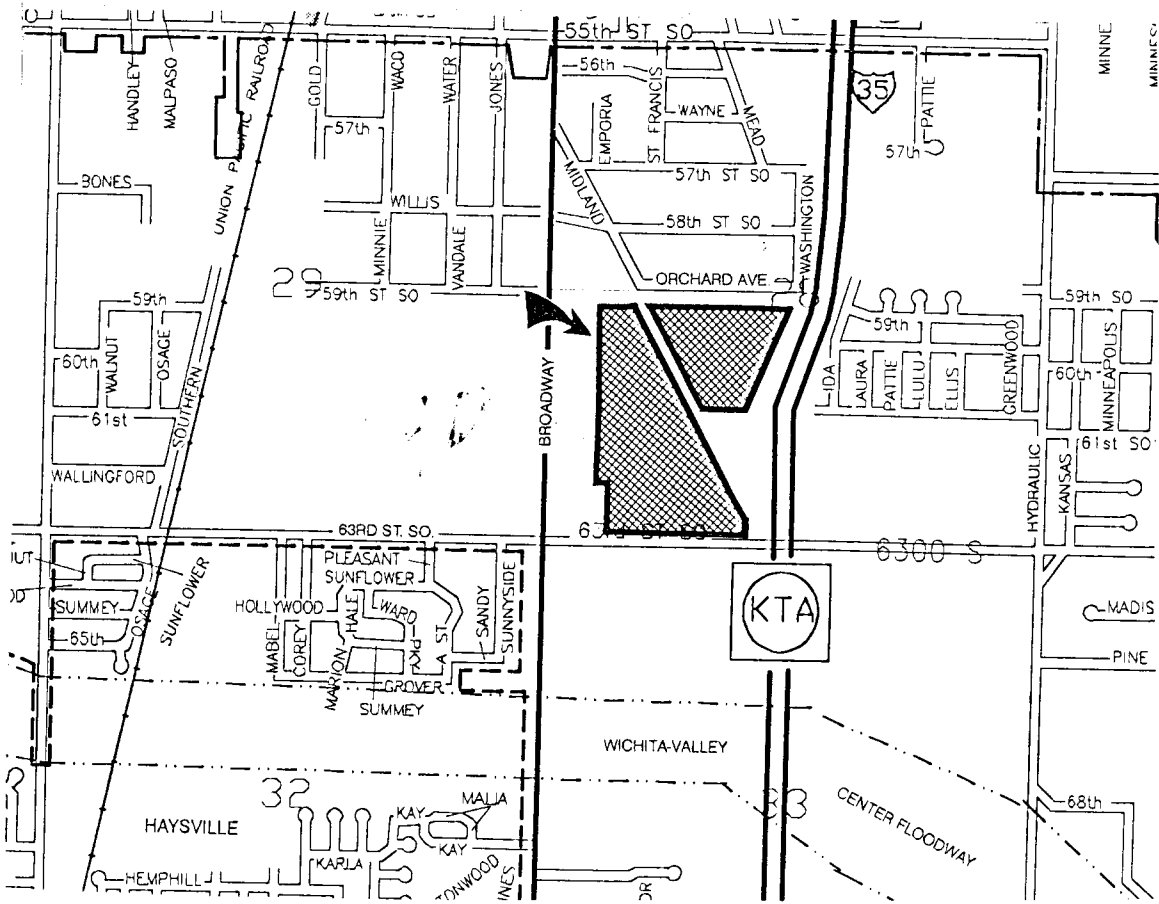 55th ST SO
HANDLEY
MALPASO
UNION PACIFIC RAILROAD
GOLD
WACO
WATER
JONES
56th
EMPORIA
ST FRANCIS
WAYNE
MEAD
35
PATTIE
MINNE
57th
57th
57th ST SO
BONES
MIDLAND
WILLIS
58th ST SO
WASHINGTON
MINNIE
VANDALE
ORCHARD AVE.
29
59th ST SO
59th
59th
59th SO
60th
WALNUT
OSAGE
SOUTHERN
BROADWAY
IDA
LAURA
PATTIE
LULU
ELLIS
GREENWOOD
60th
MINNEAPOLIS
61st
61st SO
WALLINGFORD
HYDRAULIC
KANSAS
63RD ST. SO.
6300 S
PLEASANT
SUNFLOWER
SUMMEY
OSAGE
SUNFLOWER
65th
HOLLYWOOD
HALE
WARD
PKY
A ST
SANDY
SUNNYSIDE
MABEL
COREY
MARION
GROVER
SUMMEY
KTA
MADIS
PINE
WICHITA-VALLEY
CENTER FLOODWAY
32
33
68th
HAYSVILLE
MALIA
KAY
KAY
KARLA
HEMPHILL
TONWOOD
INES
DR